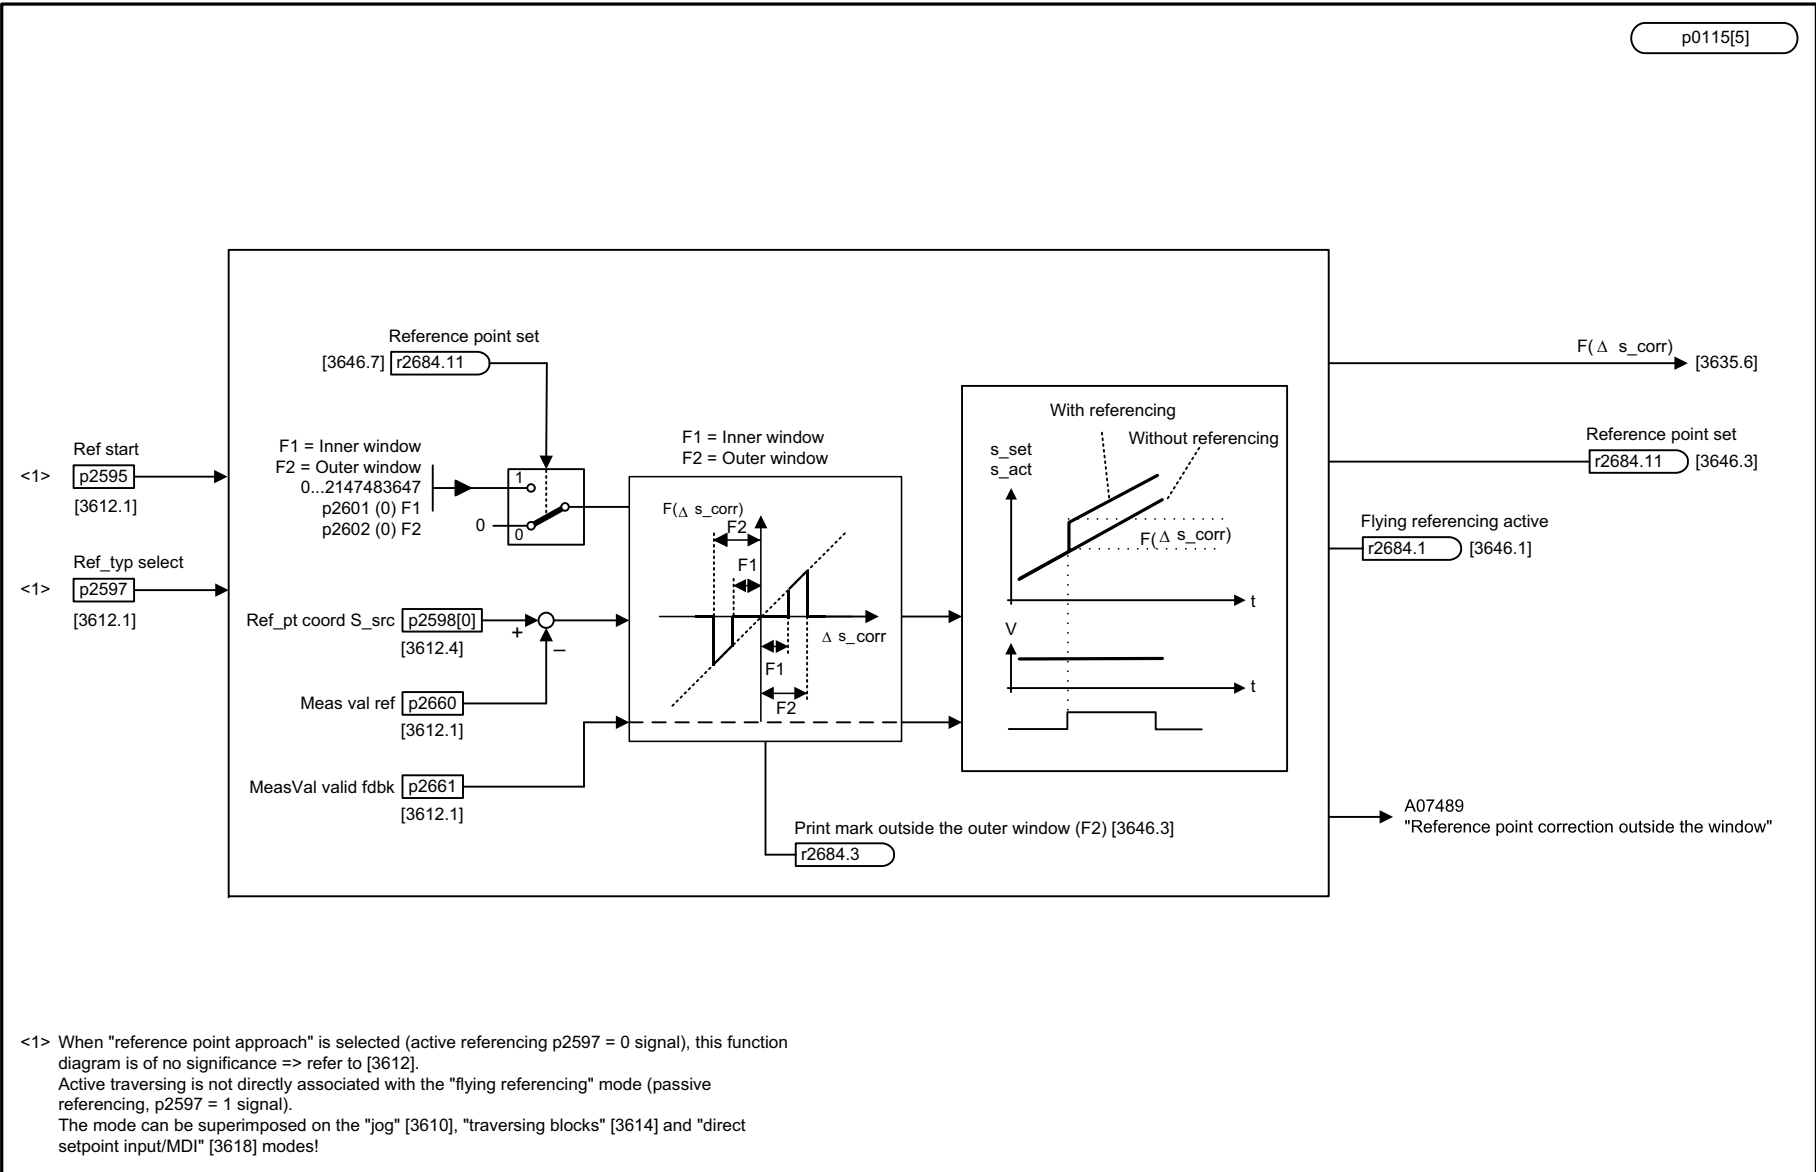 p0115[5]
Reference point set
[3646.7] r2684.11
F1 = Inner window
F2 = Outer window
0...2147483647
p2601 (0) F1
p2602 (0) F2
1
0
0
Ref start
<1> p2595
[3612.1]
Ref_typ select
<1> p2597
[3612.1]
Ref_pt coord S_src p2598[0]
[3612.4]
+
–
Meas val ref p2660
[3612.1]
MeasVal valid fdbk p2661
[3612.1]
F1 = Inner window
F2 = Outer window
F(Δ s_corr)
F2
F1
Δ s_corr
F1
F2
Print mark outside the outer window (F2) [3646.3]
r2684.3
With referencing
Without referencing
s_set
s_act
F(Δ s_corr)
t
V
t
F(Δ s_corr)
[3635.6]
Reference point set
r2684.11 [3646.3]
Flying referencing active
r2684.1 [3646.1]
A07489
"Reference point correction outside the window"
<1> When "reference point approach" is selected (active referencing p2597 = 0 signal), this function
diagram is of no significance => refer to [3612].
Active traversing is not directly associated with the "flying referencing" mode (passive
referencing, p2597 = 1 signal).
The mode can be superimposed on the "jog" [3610], "traversing blocks" [3614] and "direct
setpoint input/MDI" [3618] modes!